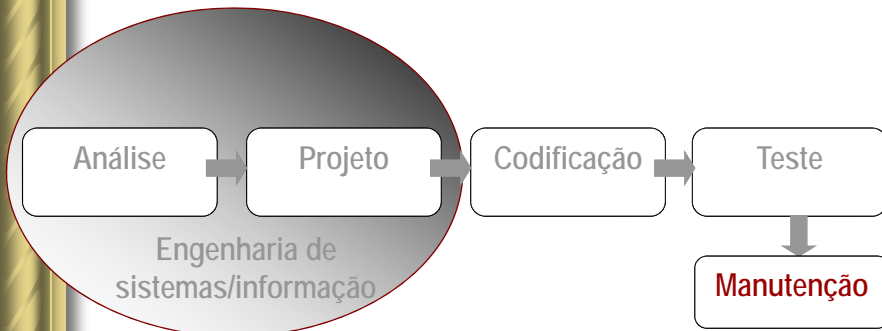 Análise
Projeto
Codificação
Teste
Engenharia de
sistemas/informação
Manutenção